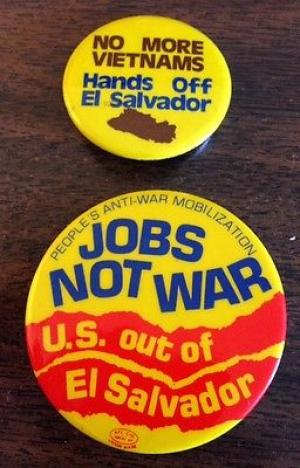 NO MORE
VIETNAMS
Hands Off
El Salvador
PEOPLE'S ANTI-WAR MOBILIZATION
JOBS
NOT WAR
U.S. out of
El Salvador